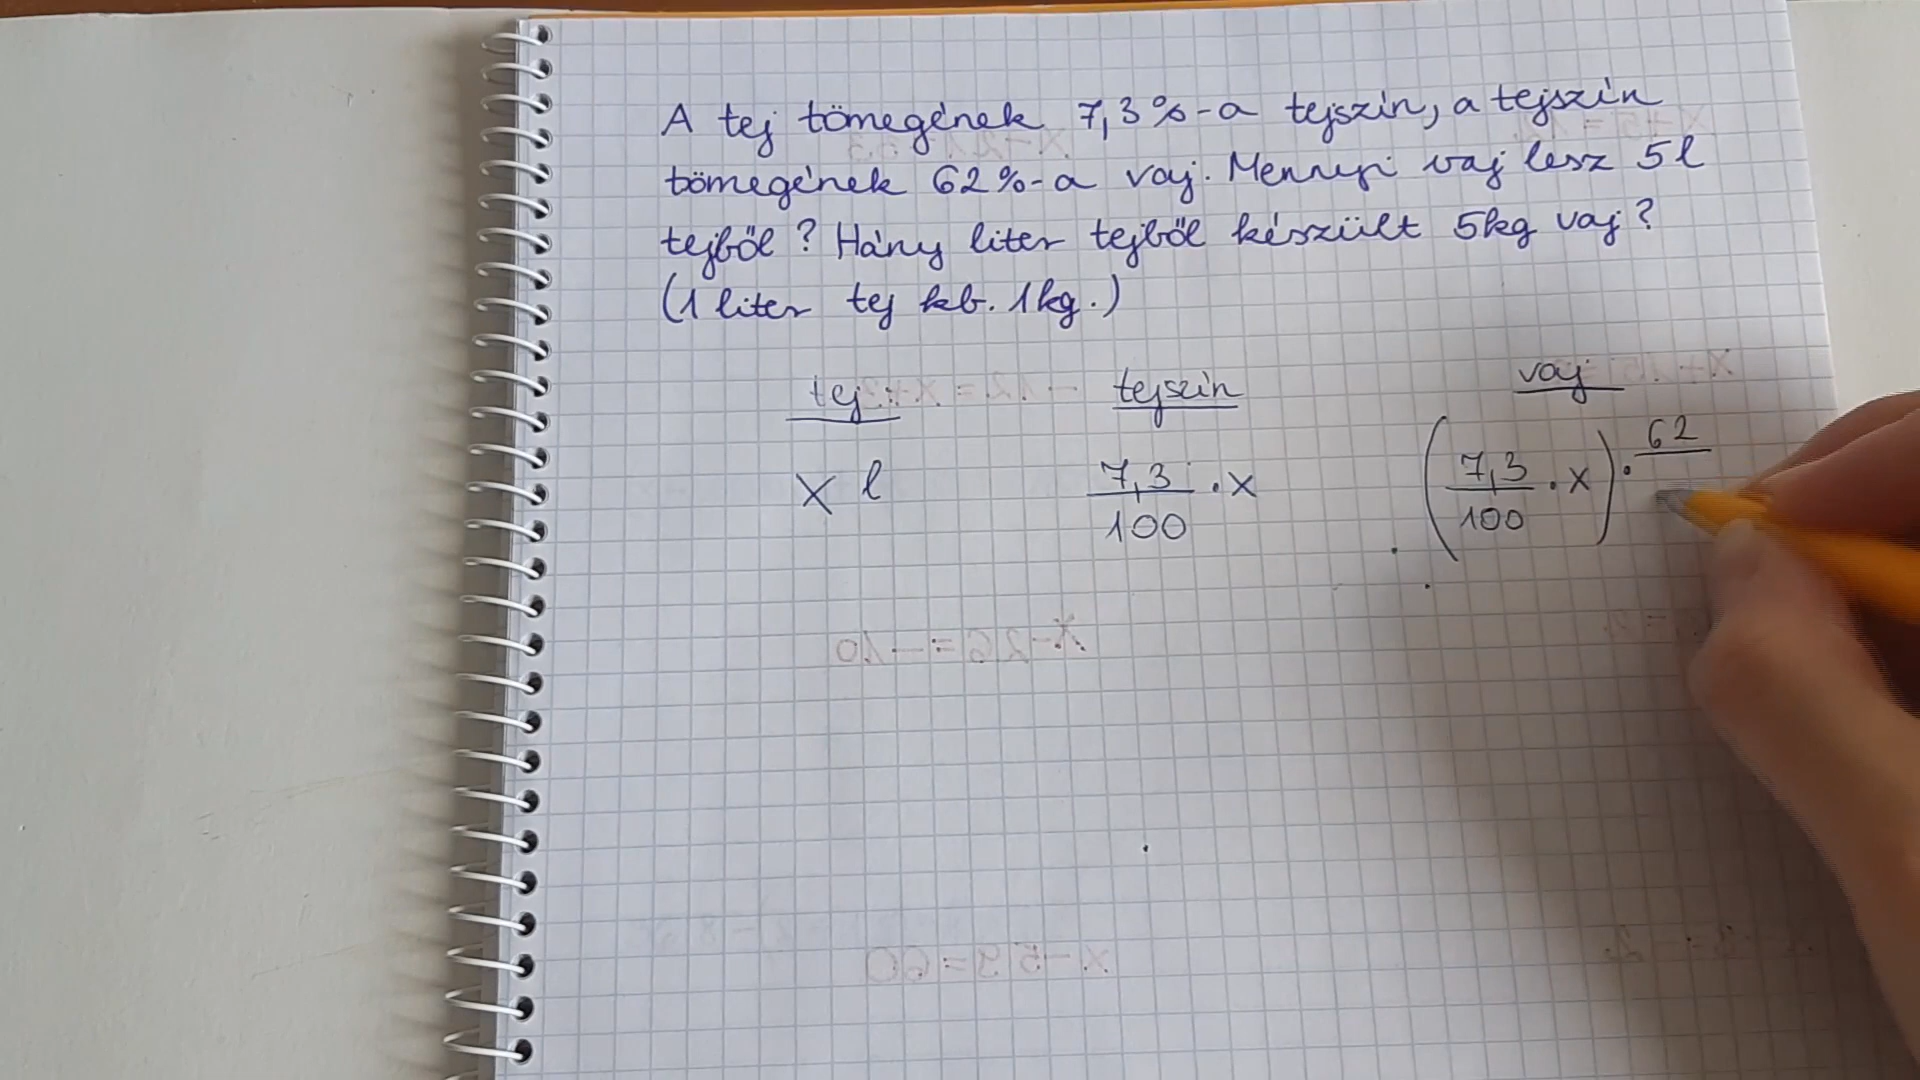 A tej tömegének 7,3%-a tejszín, a tejszín
tömegének 62%-a vaj. Mennyi vaj lesz 5l
tejből? Hány liter tejből készült 5kg vaj?
(1 liter tej kb. 1kg.)
tej tejszín vaj
x l 7,3/100 · x (7,3/100 · x) · 62